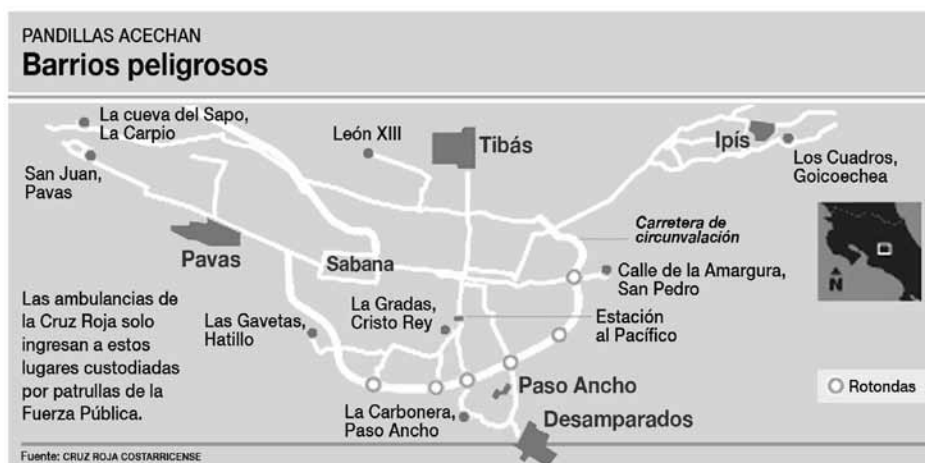 PANDILLAS ACECHAN
Barrios peligrosos
La cueva del Sapo,
La Carpio
León XIII
Tibás
Ipís
Los Cuadros,
Goicoechea
San Juan,
Pavas
Carretera de
circunvalación
Pavas
Sabana
Calle de la Amargura,
San Pedro
N
Las ambulancias de
la Cruz Roja solo
ingresan a estos
lugares custodiadas
por patrullas de la
Fuerza Pública.
Las Gavetas,
Hatillo
La Gradas,
Cristo Rey
Estación
al Pacífico
Paso Ancho
Rotondas
La Carbonera,
Paso Ancho
Desamparados
Fuente: CRUZ ROJA COSTARRICENSE